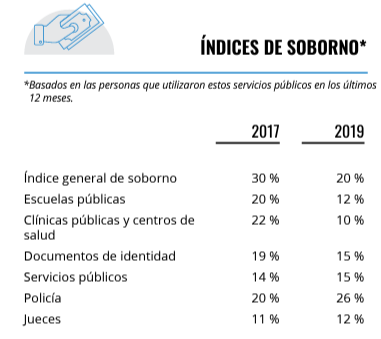 ÍNDICES DE SOBORNO*
*Basados en las personas que utilizaron estos servicios públicos en los últimos
12 meses.
2017 2019
Índice general de soborno 30 % 20 %
Escuelas públicas 20 % 12 %
Clínicas públicas y centros de
salud 22 % 10 %
Documentos de identidad 19 % 15 %
Servicios públicos 14 % 15 %
Policía 20 % 26 %
Jueces 11 % 12 %